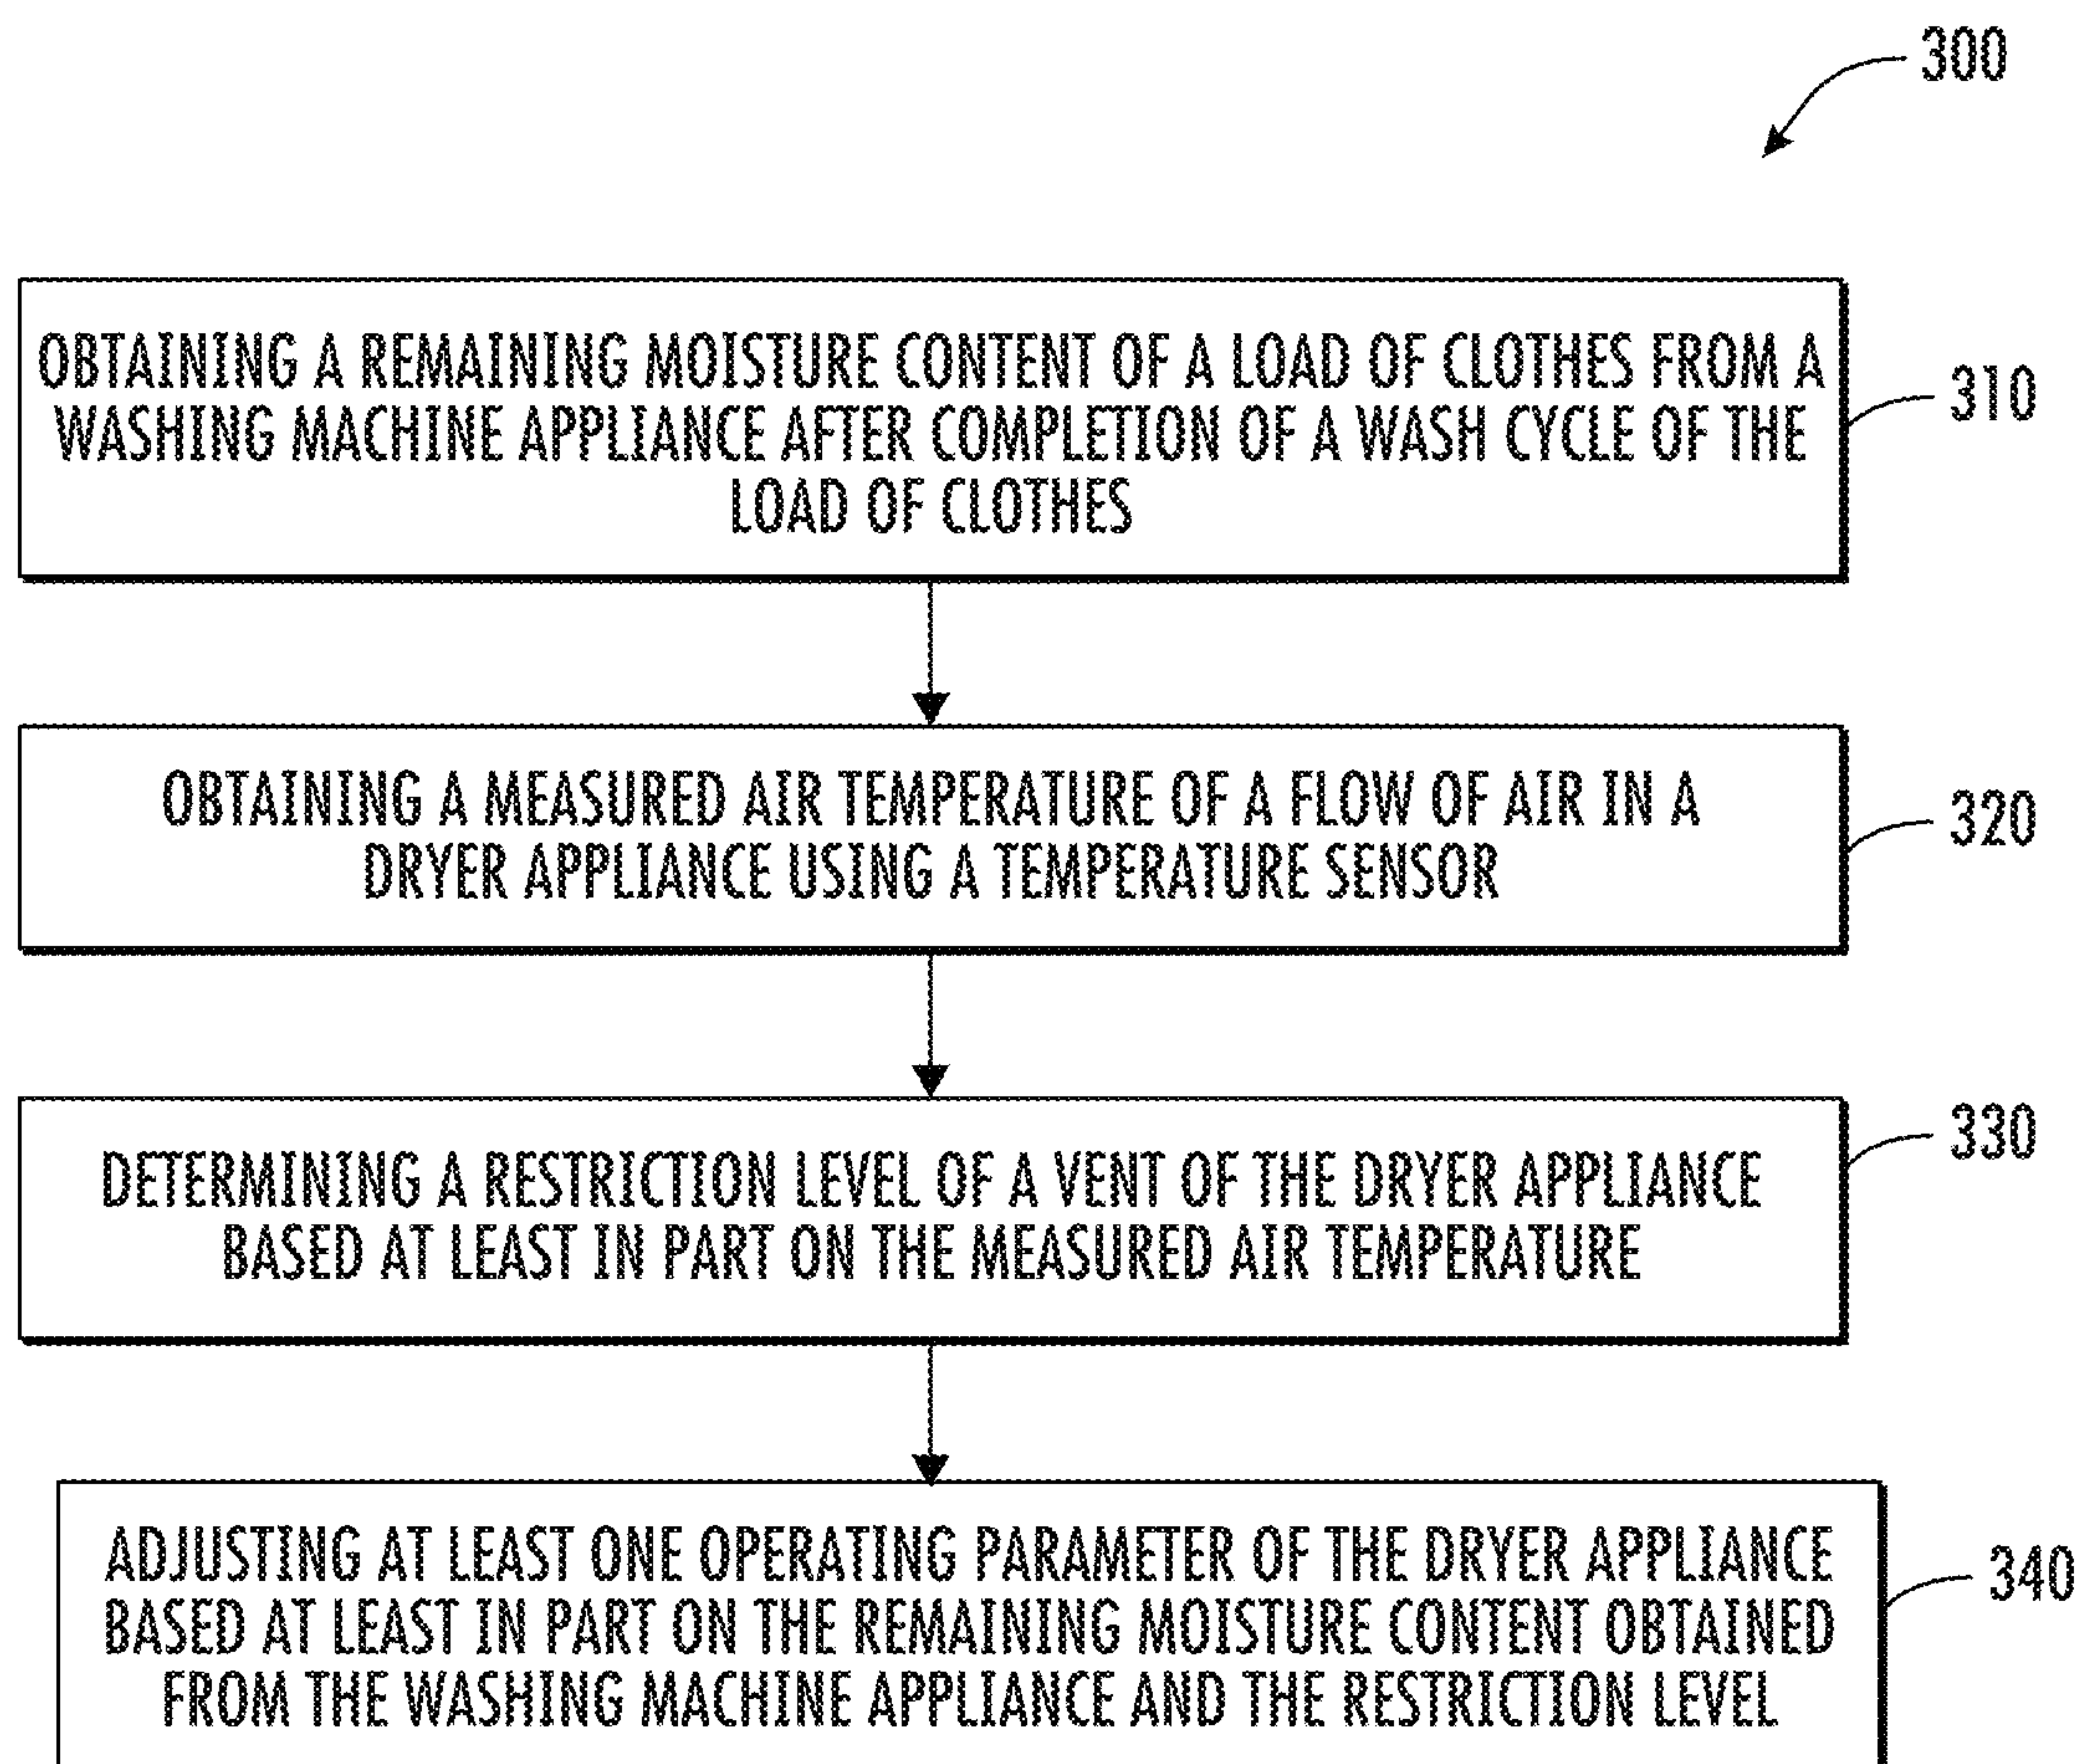 300
OBTAINING A REMAINING MOISTURE CONTENT OF A LOAD OF CLOTHES FROM A
WASHING MACHINE APPLIANCE AFTER COMPLETION OF A WASH CYCLE OF THE
LOAD OF CLOTHES
310
OBTAINING A MEASURED AIR TEMPERATURE OF A FLOW OF AIR IN A
DRYER APPLIANCE USING A TEMPERATURE SENSOR
320
DETERMINING A RESTRICTION LEVEL OF A VENT OF THE DRYER APPLIANCE
BASED AT LEAST IN PART ON THE MEASURED AIR TEMPERATURE
330
ADJUSTING AT LEAST ONE OPERATING PARAMETER OF THE DRYER APPLIANCE
BASED AT LEAST IN PART ON THE REMAINING MOISTURE CONTENT OBTAINED
FROM THE WASHING MACHINE APPLIANCE AND THE RESTRICTION LEVEL
340